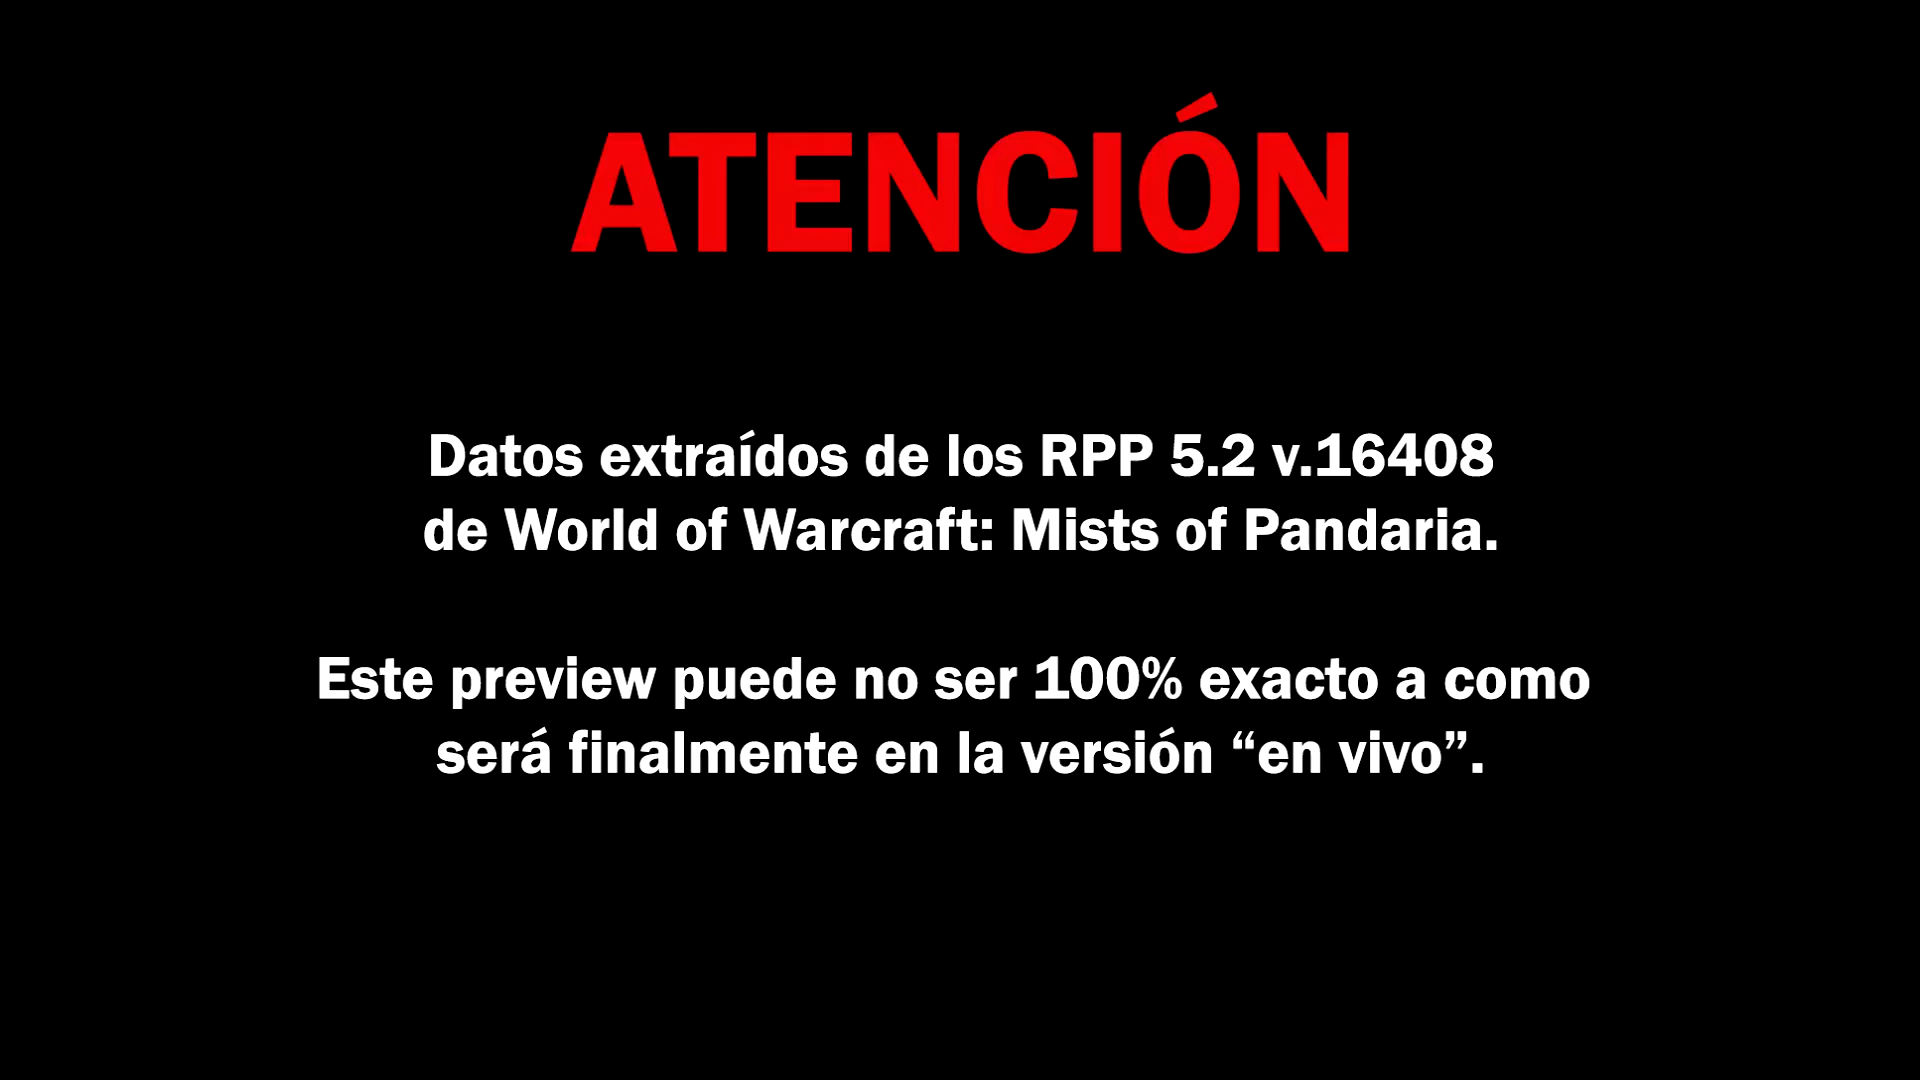 ATENCIÓN
Datos extraídos de los RPP 5.2 v.16408
de World of Warcraft: Mists of Pandaria.
Este preview puede no ser 100% exacto a como
será finalmente en la versión “en vivo”.